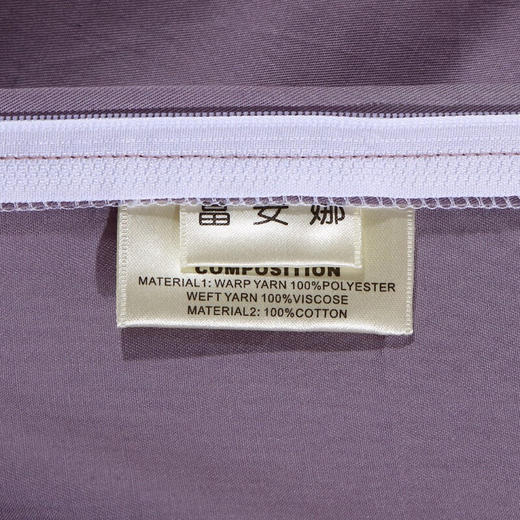 富安娜
COMPOSITION
MATERIAL1: WARP YARN 100%POLYESTER
WEFT YARN 100%VISCOSE
MATERIAL2: 100%COTTON